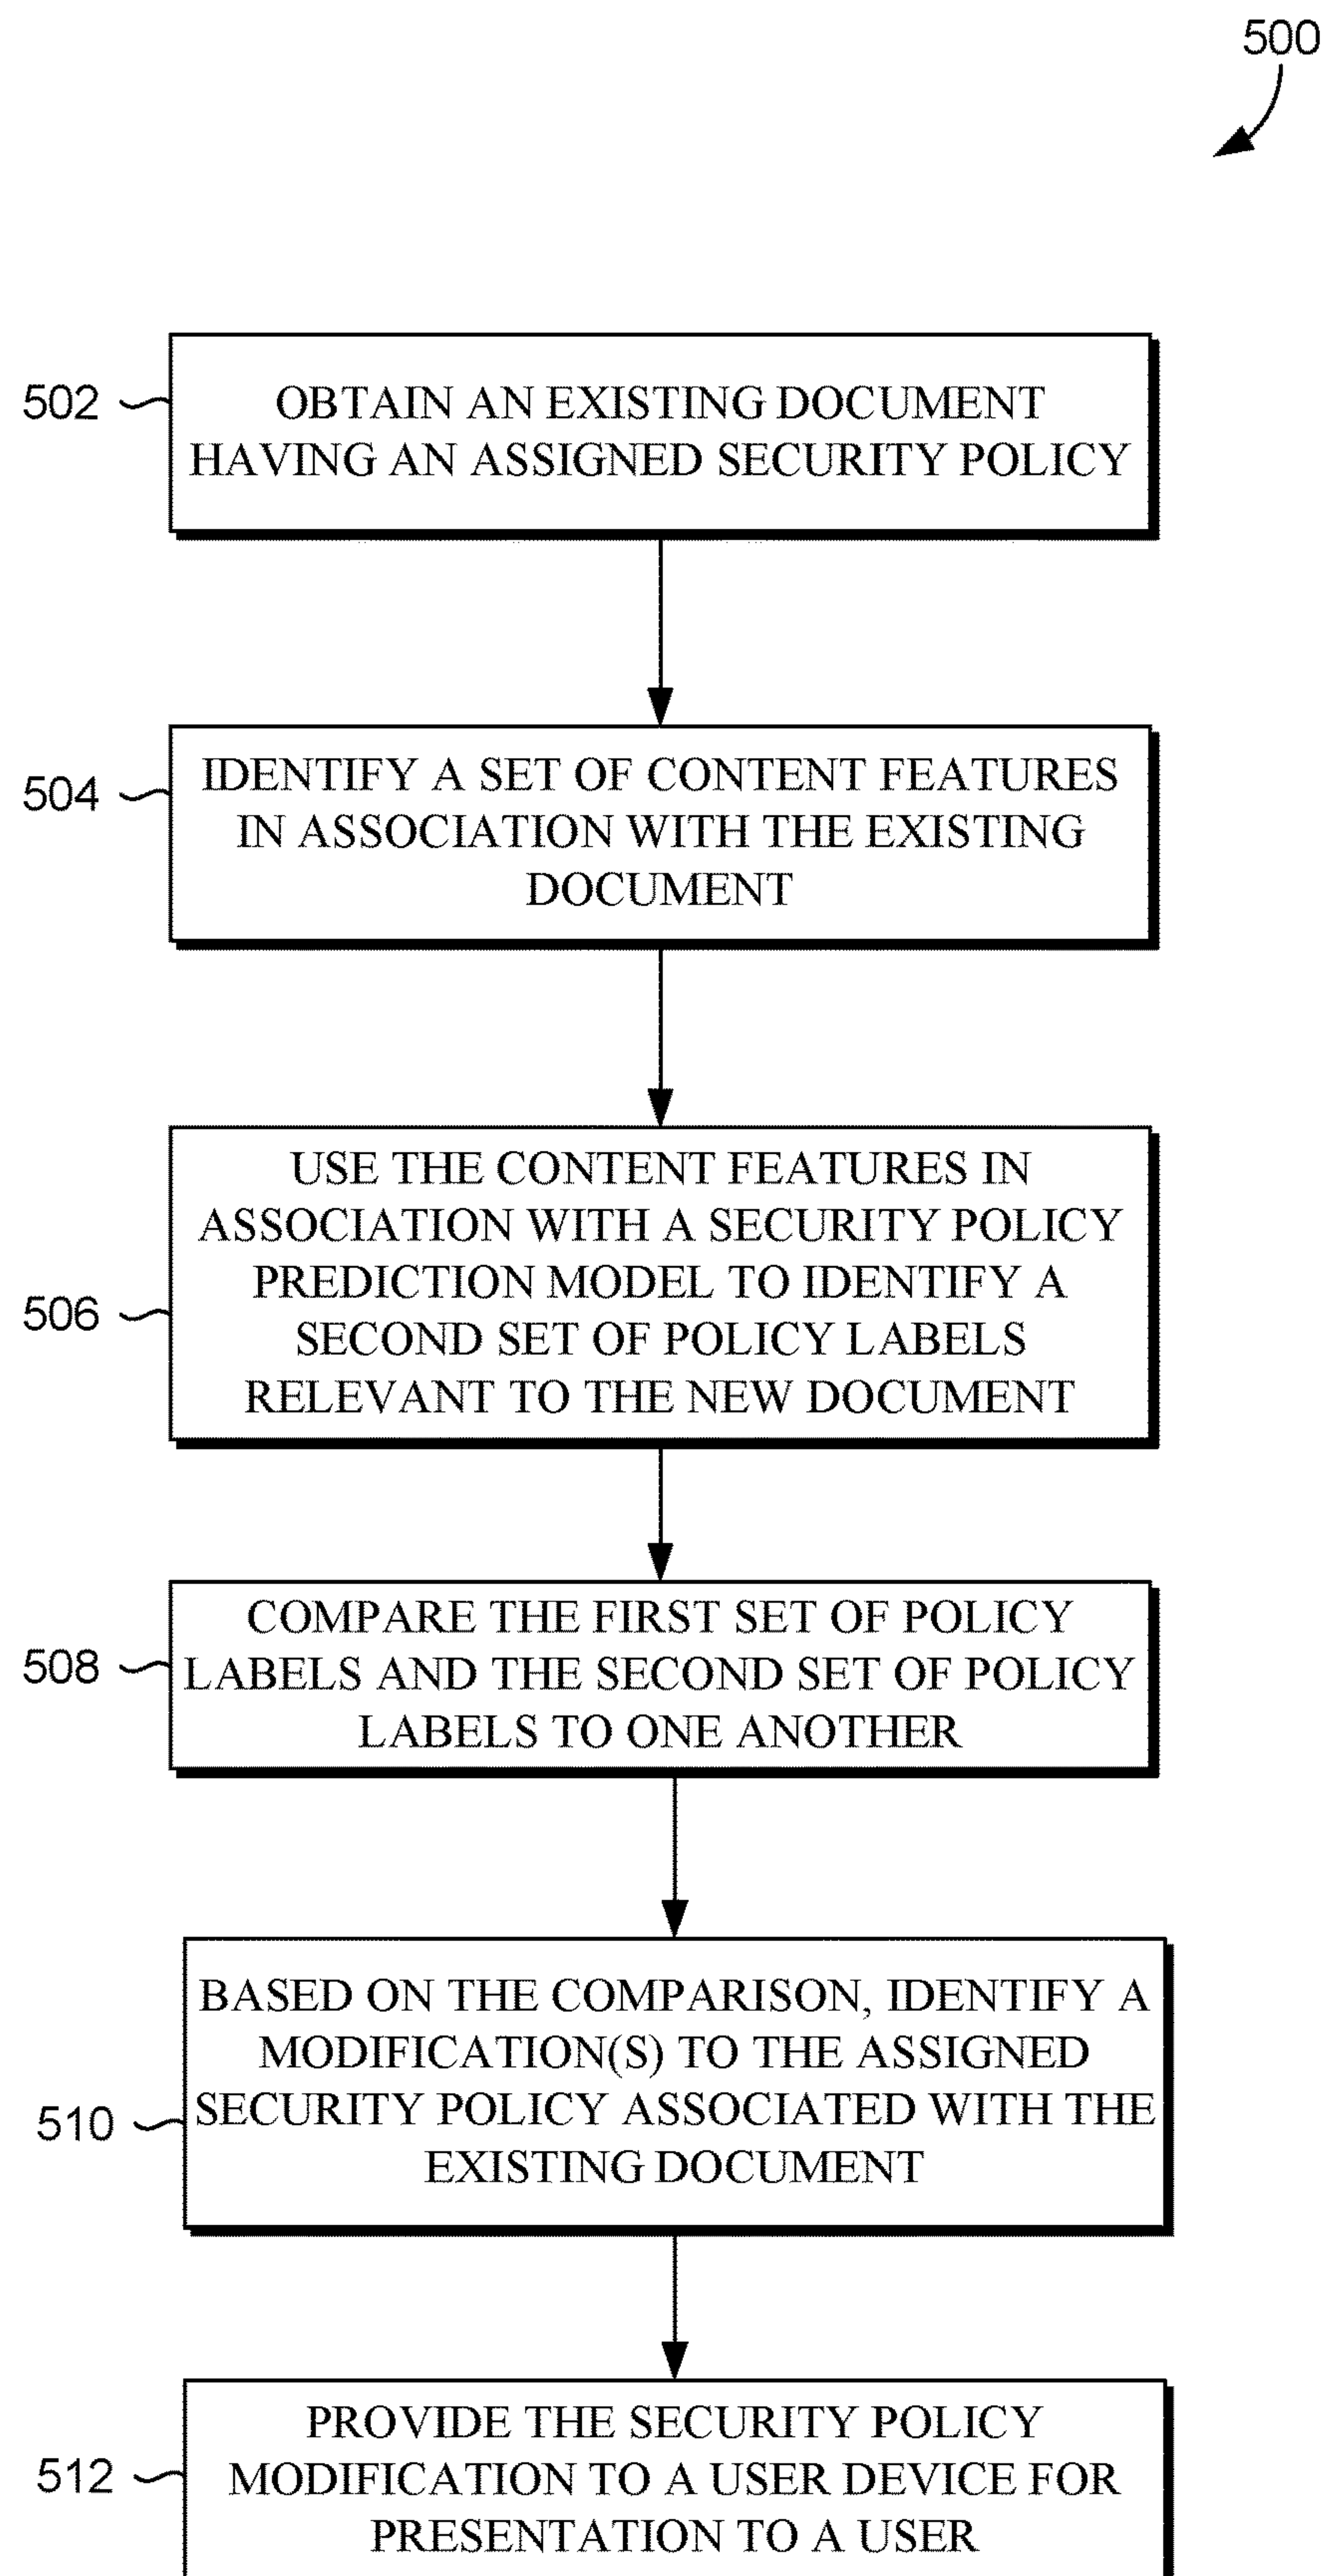 500
502
OBTAIN AN EXISTING DOCUMENT
HAVING AN ASSIGNED SECURITY POLICY
504
IDENTIFY A SET OF CONTENT FEATURES
IN ASSOCIATION WITH THE EXISTING
DOCUMENT
506
USE THE CONTENT FEATURES IN
ASSOCIATION WITH A SECURITY POLICY
PREDICTION MODEL TO IDENTIFY A
SECOND SET OF POLICY LABELS
RELEVANT TO THE NEW DOCUMENT
508
COMPARE THE FIRST SET OF POLICY
LABELS AND THE SECOND SET OF POLICY
LABELS TO ONE ANOTHER
510
BASED ON THE COMPARISON, IDENTIFY A
MODIFICATION(S) TO THE ASSIGNED
SECURITY POLICY ASSOCIATED WITH THE
EXISTING DOCUMENT
512
PROVIDE THE SECURITY POLICY
MODIFICATION TO A USER DEVICE FOR
PRESENTATION TO A USER